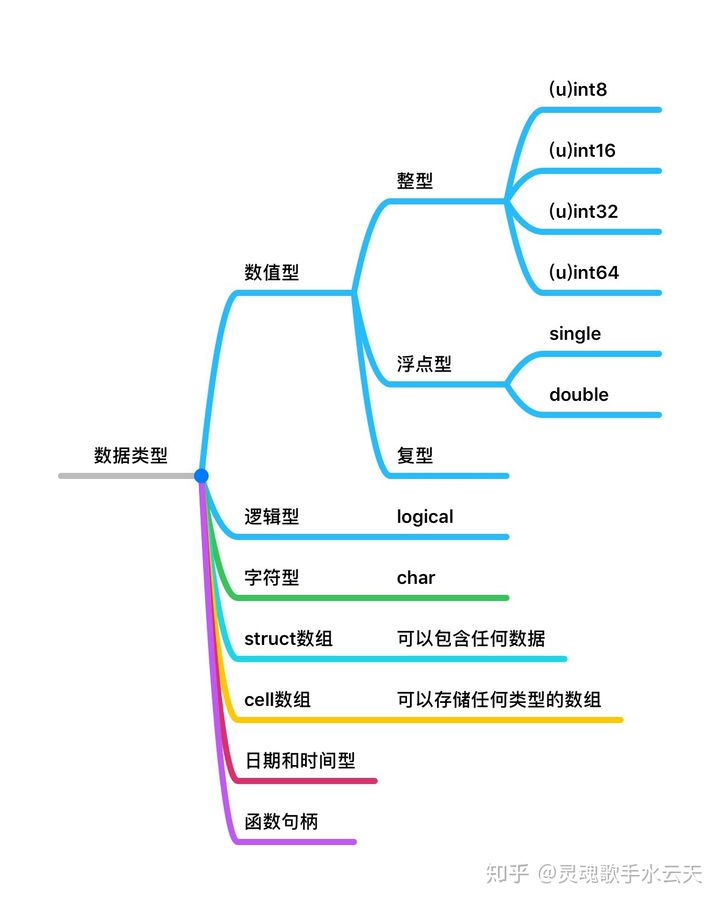 数据类型
数值型
整型
(u)int8
(u)int16
(u)int32
(u)int64
浮点型
single
double
复型
逻辑型 logical
字符型 char
struct数组 可以包含任何数据
cell数组 可以存储任何类型的数组
日期和时间型
函数句柄
知乎 @灵魂歌手水云天